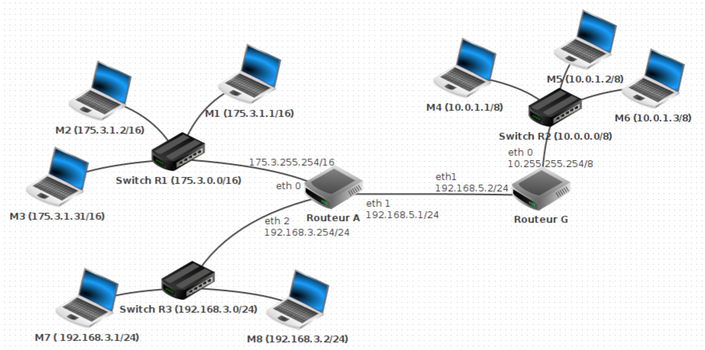 M5 (10.0.1.2/8)
M4 (10.0.1.1/8)
M1 (175.3.1.1/16)
M6 (10.0.1.3/8)
M2 (175.3.1.2/16)
Switch R2 (10.0.0.0/8)
eth 0
10.255.255.254/8
175.3.255.254/16
Switch R1 (175.3.0.0/16)
eth 0
eth1
192.168.5.2/24
M3 (175.3.1.31/16)
Routeur A
eth 1
192.168.5.1/24
Routeur G
eth 2
192.168.3.254/24
Switch R3 (192.168.3.0/24)
M7 ( 192.168.3.1/24)
M8 (192.168.3.2/24)